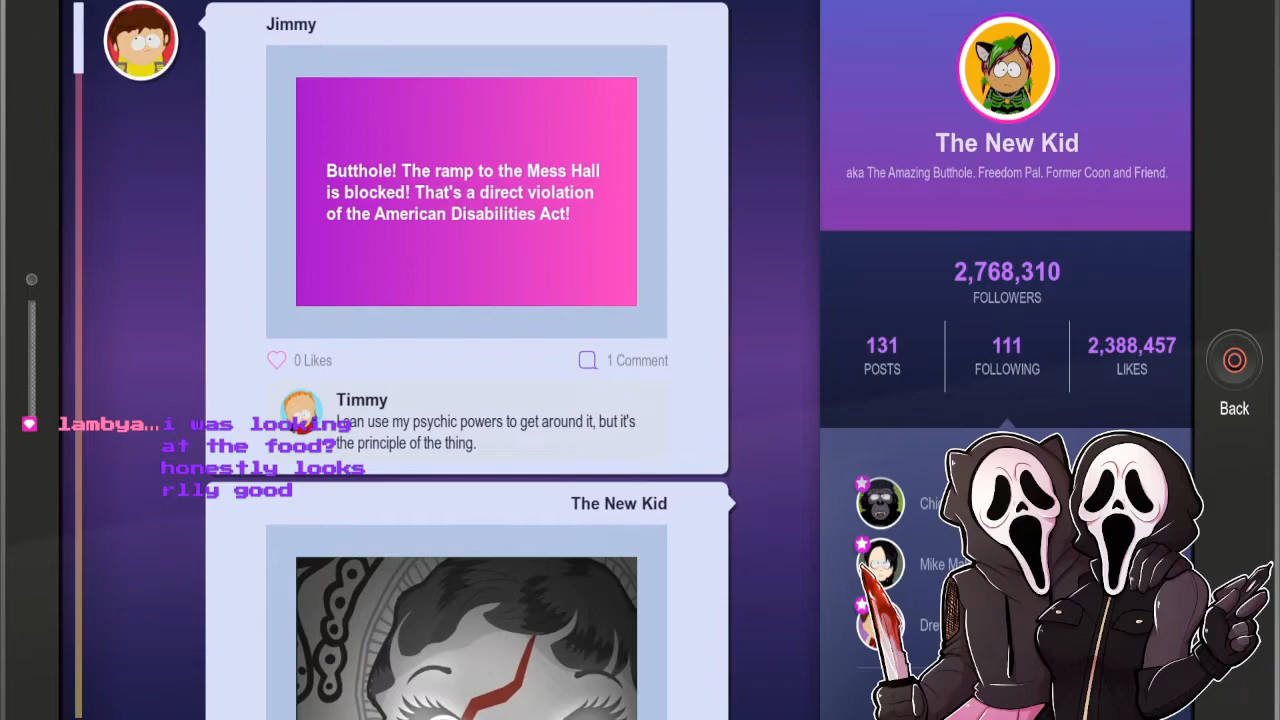 Jimmy
Butthole! The ramp to the Mess Hall
is blocked! That's a direct violation
of the American Disabilities Act!
0 Likes
1 Comment
Timmy
I can use my psychic powers to get around it, but it's
the principle of the thing.
lambya...i was looking
at the food?
honestly looks
rlly good
The New Kid
The New Kid
aka The Amazing Butthole. Freedom Pal. Former Coon and Friend.
2,768,310
FOLLOWERS
131
POSTS
111
FOLLOWING
2,388,457
LIKES
Mike
Back